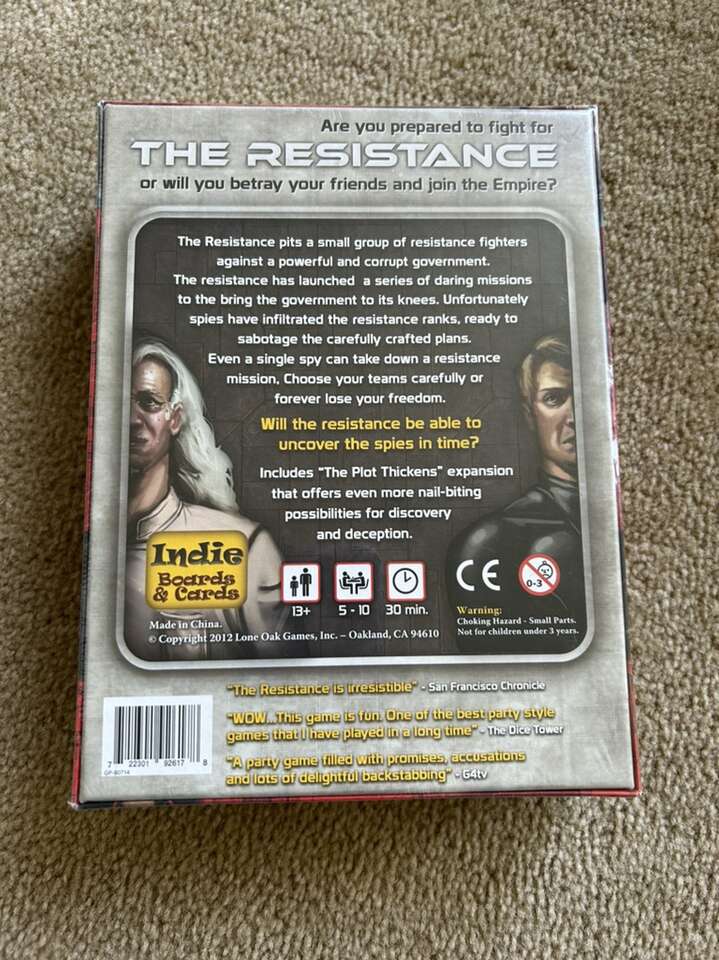 Are you prepared to fight for
THE RESISTANCE
or will you betray your friends and join the Empire?
The Resistance pits a small group of resistance fighters
against a powerful and corrupt government.
The resistance has launched a series of daring missions
to the bring the government to its knees. Unfortunately
spies have infiltrated the resistance ranks, ready to
sabotage the carefully crafted plans.
Even a single spy can take down a resistance
mission, Choose your teams carefully or
forever lose your freedom.
Will the resistance be able to
uncover the spies in time?
Includes "The Plot Thickens" expansion
that offers even more nail-biting
possibilities for discovery
and deception.
Indie
Boards
& Cards
13+
5 - 10
30 min.
CE
0-3
Warning:
Choking Hazard - Small Parts.
Not for children under 3 years.
Made in China.
© Copyright 2012 Lone Oak Games, Inc. – Oakland, CA 94610
"The Resistance is irresistible" - San Francisco Chronicle
"WOW...This game is fun. One of the best party style
games that I have played in a long time" - The Dice Tower
"A party game filled with promises, accusations
and lots of delightful backstabbing" - G4tv
7 22301 92617 8
GP-80714